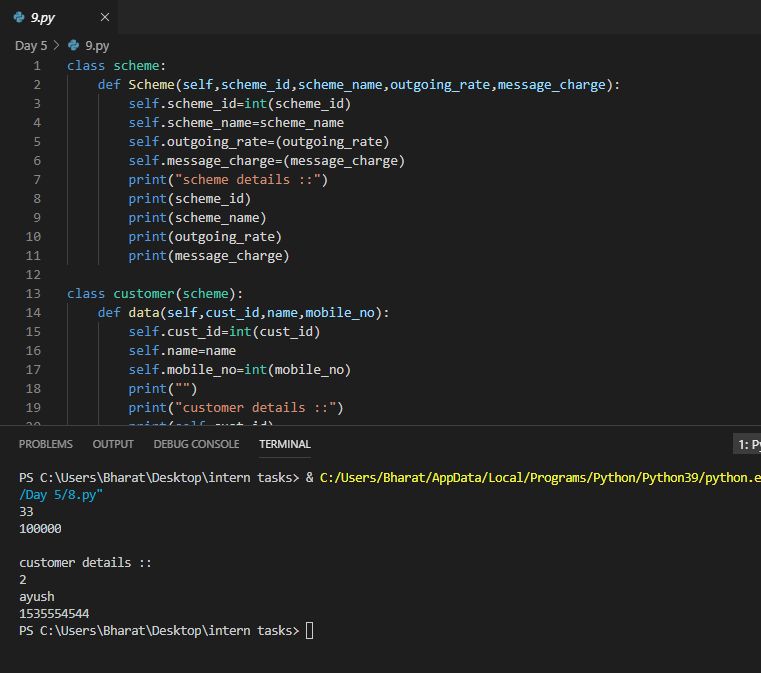 9.py
Day 5 > 9.py
1 class scheme:
2 def Scheme(self,scheme_id,scheme_name,outgoing_rate,message_charge):
3 self.scheme_id=int(scheme_id)
4 self.scheme_name=scheme_name
5 self.outgoing_rate=(outgoing_rate)
6 self.message_charge=(message_charge)
7 print("scheme details ::")
8 print(scheme_id)
9 print(scheme_name)
10 print(outgoing_rate)
11 print(message_charge)
12
13 class customer(scheme):
14 def data(self,cust_id,name,mobile_no):
15 self.cust_id=int(cust_id)
16 self.name=name
17 self.mobile_no=int(mobile_no)
18 print("")
19 print("customer details ::")
20 print(self.cust_id)
PROBLEMS OUTPUT DEBUG CONSOLE TERMINAL 1: Py
PS C:\Users\Bharat\Desktop\intern tasks> & C:/Users/Bharat/AppData/Local/Programs/Python/Python39/python.e
/Day 5/8.py"
33
100000
customer details ::
2
ayush
1535554544
PS C:\Users\Bharat\Desktop\intern tasks>